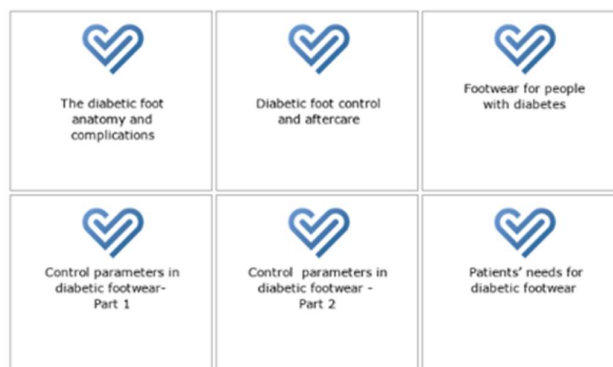 The diabetic foot
anatomy and
complications
Diabetic foot control
and aftercare
Footwear for people
with diabetes
Control parameters in
diabetic footwear-
Part 1
Control  parameters in
diabetic footwear -
Part 2
Patients’ needs for
diabetic footwear